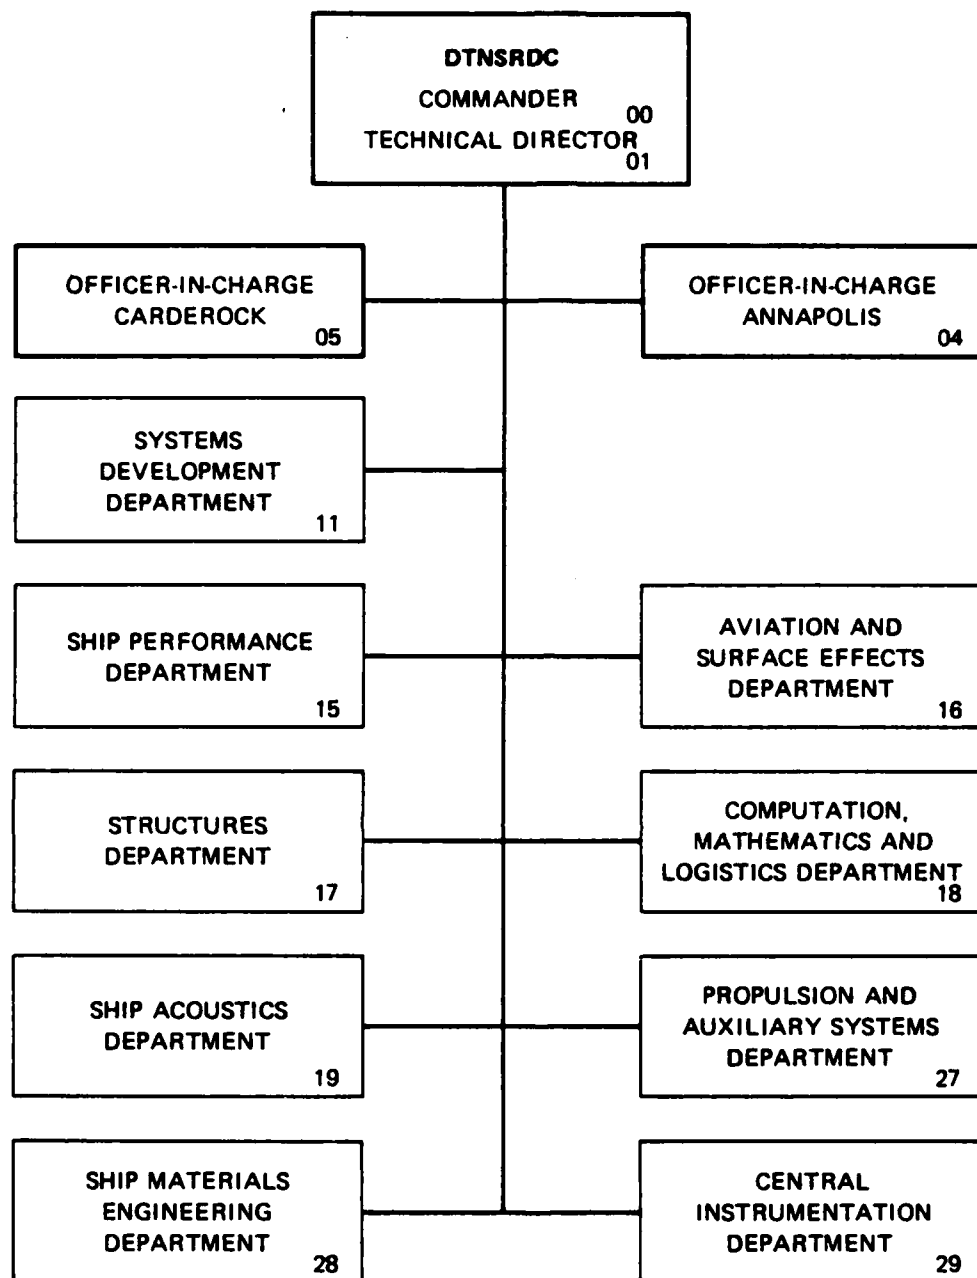 DTNSRDC
COMMANDER
00
TECHNICAL DIRECTOR
01
OFFICER-IN-CHARGE
CARDEROCK
05
OFFICER-IN-CHARGE
ANNAPOLIS
04
SYSTEMS
DEVELOPMENT
DEPARTMENT
11
SHIP PERFORMANCE
DEPARTMENT
15
AVIATION AND
SURFACE EFFECTS
DEPARTMENT
16
STRUCTURES
DEPARTMENT
17
COMPUTATION,
MATHEMATICS AND
LOGISTICS DEPARTMENT
18
SHIP ACOUSTICS
DEPARTMENT
19
PROPULSION AND
AUXILIARY SYSTEMS
DEPARTMENT
27
SHIP MATERIALS
ENGINEERING
DEPARTMENT
28
CENTRAL
INSTRUMENTATION
DEPARTMENT
29